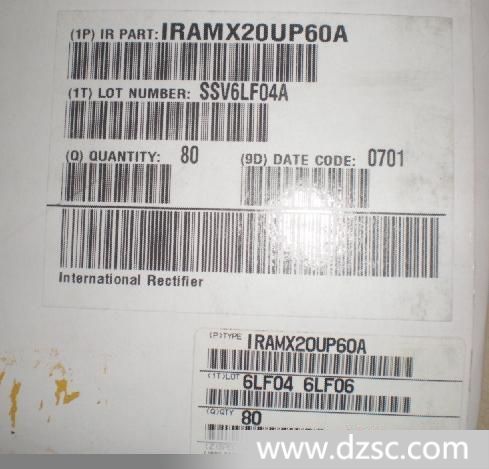 (1P) IR PART: IRAMX20UP60A
(1T) LOT NUMBER: SSV6LF04A
(Q) QUANTITY: 80 (9D) DATE CODE: 0701
International Rectifier
(P)TYPE IRAMX20UP60A
(1T)LOT 6LF04 6LF06
(Q)QTY 80
www.dzsc.com